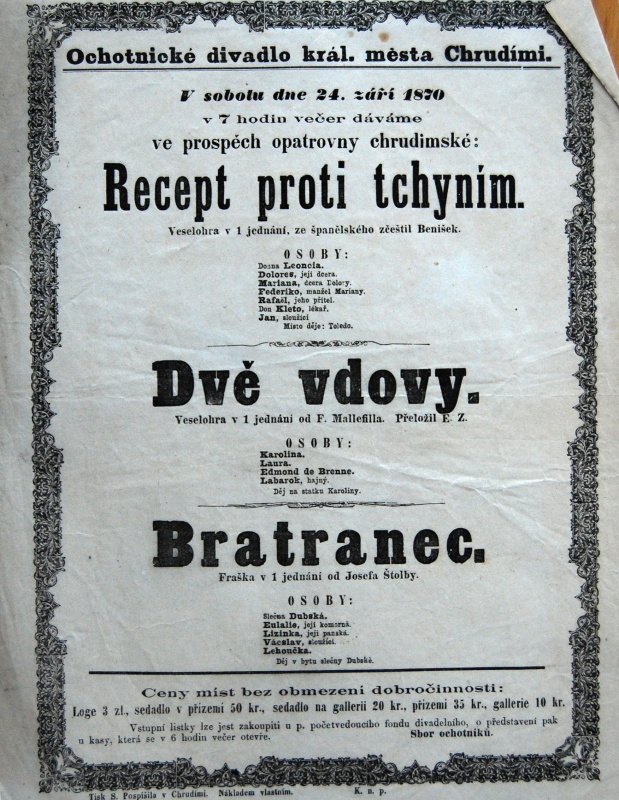 Ochotnické divadlo král. města Chrudími.
V sobotu dne 24. září 1870
v 7 hodin večer dáváme
ve prospěch opatrovny chrudimské:
Recept proti tchyním.
Veselohra v 1 jednání, ze španělského zčeštil Benišek.
OSOBY:
Donna Leoncia.
Dolores, její dcera.
Mariana, dcera Dolory.
Federiko, manžel Mariany.
Rafaël, jeho přítel.
Don Kleto, lékař.
Jan, sloužící
Místo děje: Toledo.
Dvě vdovy.
Veselohra v 1 jednání od F. Mallefilla. Přeložil E. Z.
OSOBY:
Karolina.
Laura.
Edmond de Brenne.
Labarok, hajný.
Děj na statku Karoliny.
Bratranec.
Fraška v 1 jednání od Josefa Štolby.
OSOBY:
Slečna Dubská.
Eulalie, její komorná.
Lizinka, její panská.
Vácslav, sloužící.
Lehoučka.
Děj v bytu slečny Dubské.
Ceny míst bez obmezení dobročinnosti:
Loge 3 zl., sedadlo v přízemí 50 kr., sedadlo na gallerii 20 kr., přízemí 35 kr., gallerie 10 kr.
Vstupní lístky lze jest zakoupiti u p. početvedoucího fondu divadelního, o představení pak
u kasy, která se v 6 hodin večer otevře. Sbor ochotníků.
Tisk S. Pospíšila v Chrudimi. Nákladem vlastním. K. n. p.